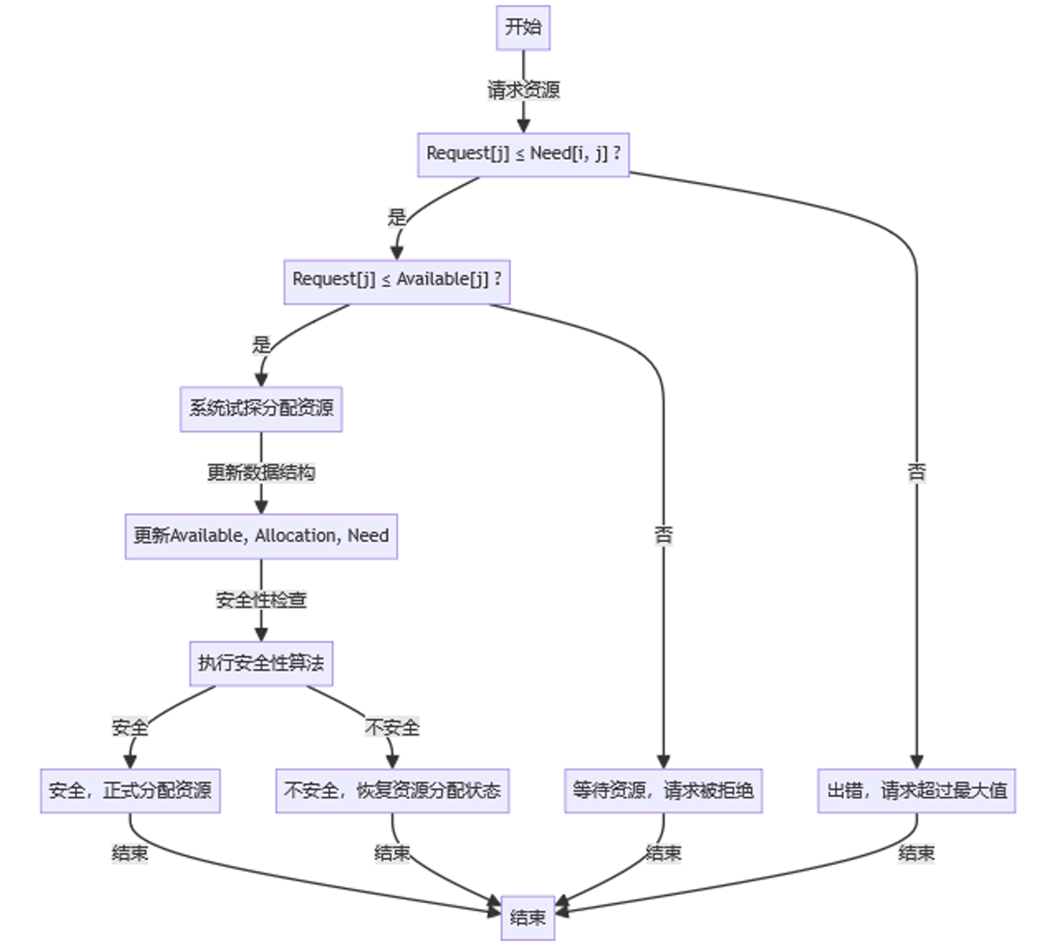 开始
请求资源
Request[j] ≤ Need[i, j] ?
是
Request[j] ≤ Available[j] ?
是
系统试探分配资源
更新数据结构
否
更新Available, Allocation, Need
否
安全性检查
执行安全性算法
安全
不安全
安全，正式分配资源
不安全，恢复资源分配状态
等待资源，请求被拒绝
出错，请求超过最大值
结束
结束
结束
结束
结束